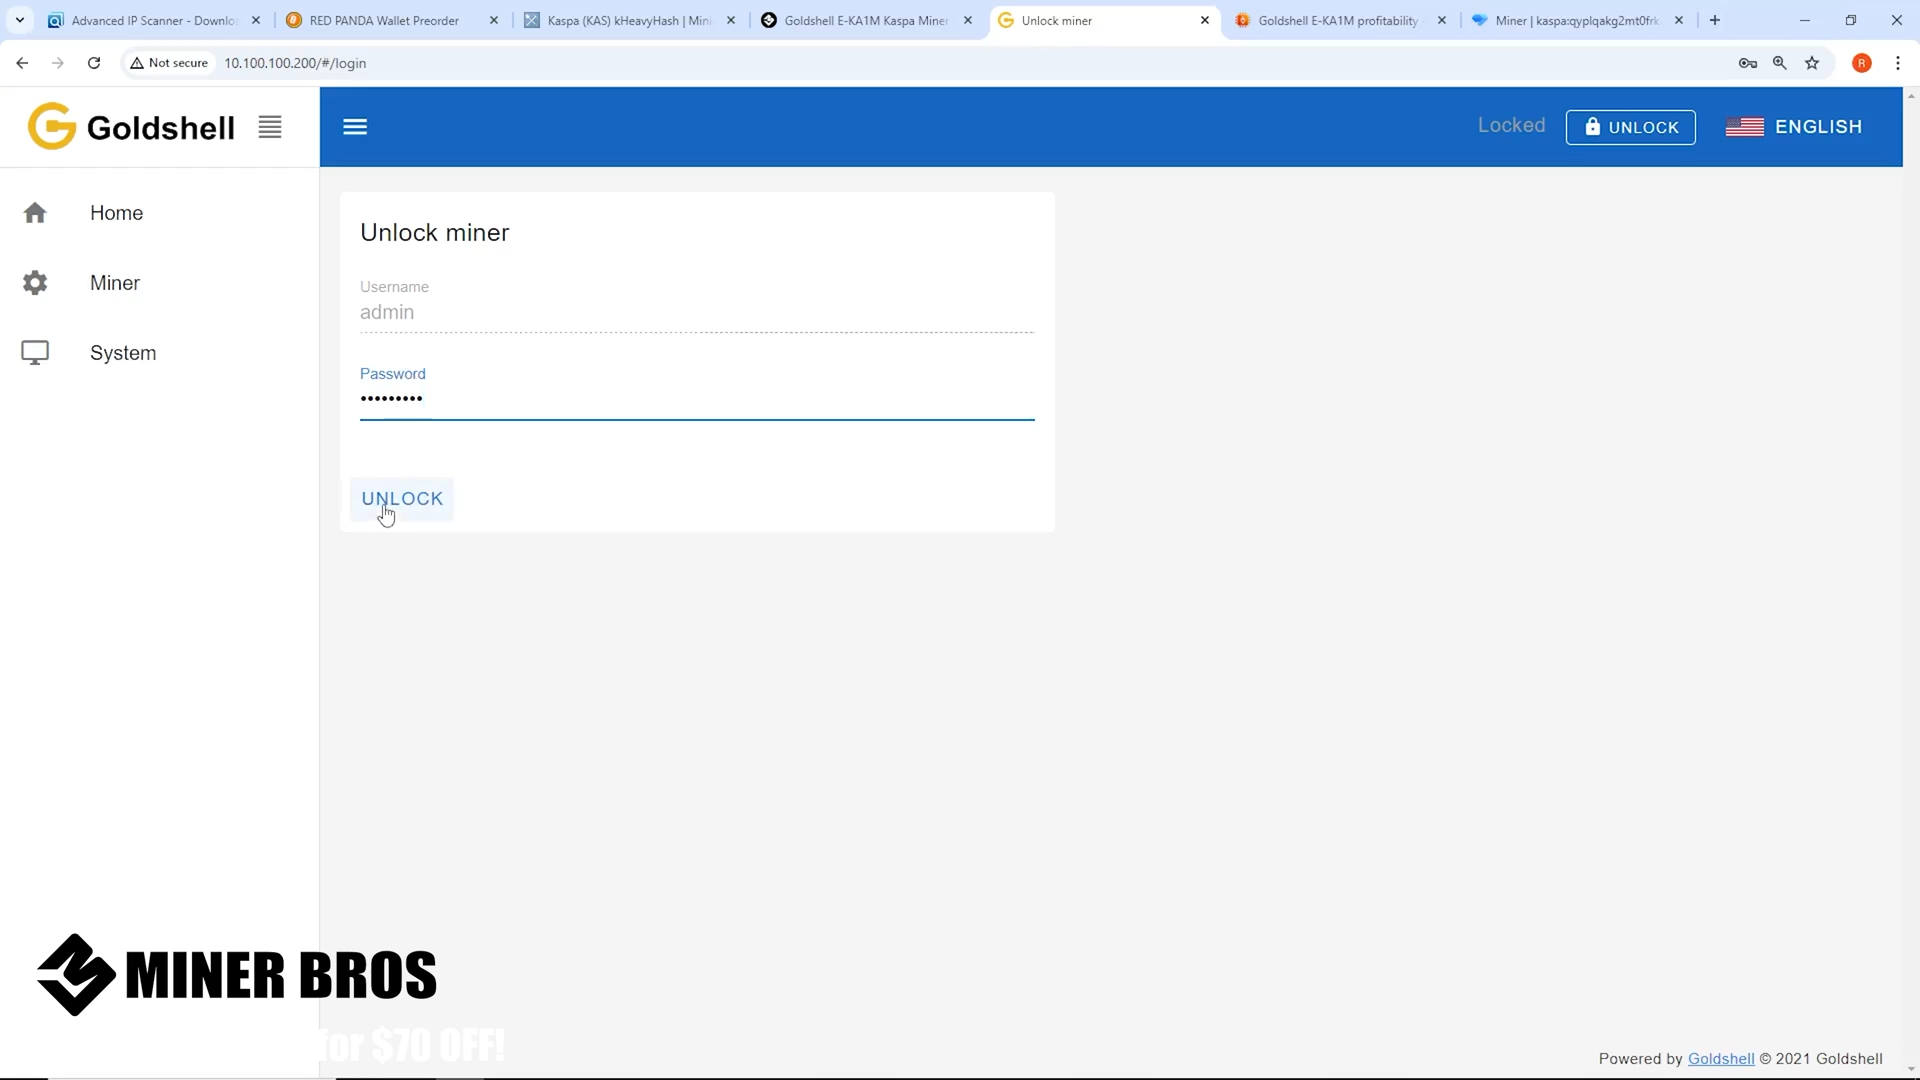 Advanced IP Scanner - Downlo
RED PANDA Wallet Preorder
Kaspa (KAS) kHeavyHash | Mini
Goldshell E-KA1M Kaspa Miner
Unlock miner
Goldshell E-KA1M profitability
Miner | kaspa:qyplqakg2mt0frk
Not secure
10.100.100.200/#/login
R
Goldshell
Locked
UNLOCK
ENGLISH
Home
Miner
System
Unlock miner
Username
admin
Password
•••••••••
UNLOCK
MINER BROS
for $70 OFF!
Powered by Goldshell © 2021 Goldshell